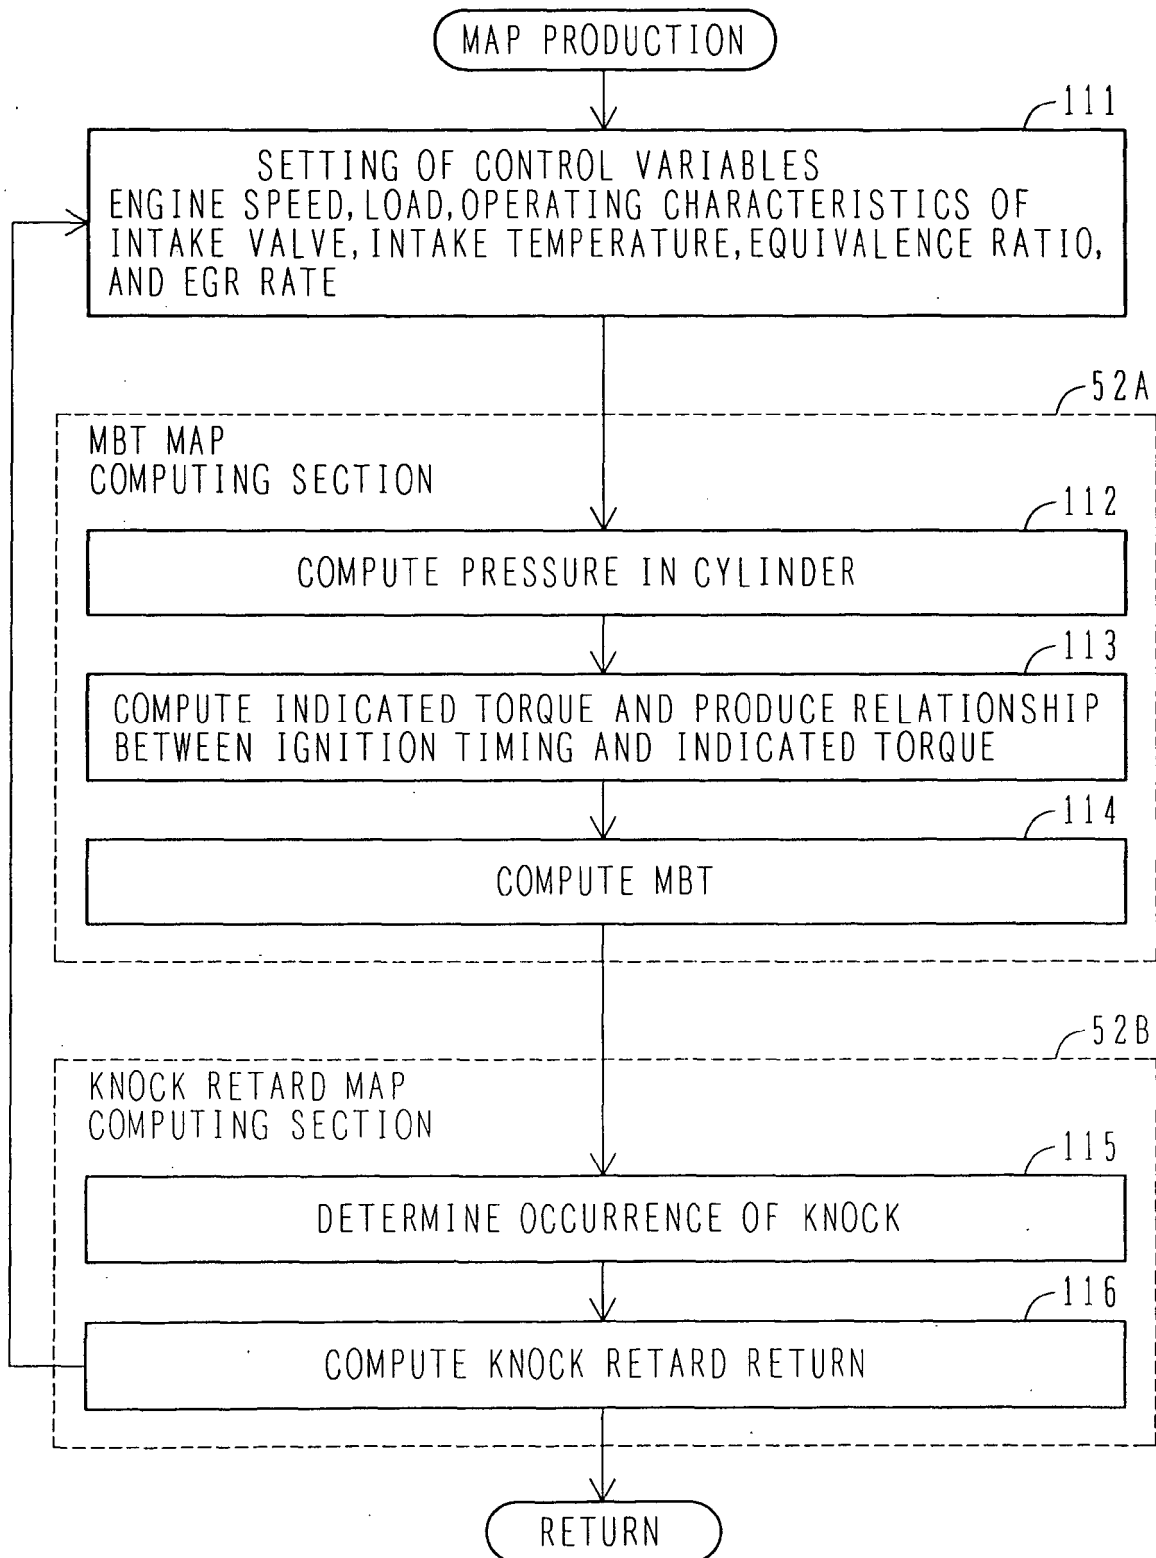 MAP PRODUCTION
111
SETTING OF CONTROL VARIABLES
ENGINE SPEED, LOAD, OPERATING CHARACTERISTICS OF
INTAKE VALVE, INTAKE TEMPERATURE, EQUIVALENCE RATIO,
AND EGR RATE
52A
MBT MAP
COMPUTING SECTION
112
COMPUTE PRESSURE IN CYLINDER
113
COMPUTE INDICATED TORQUE AND PRODUCE RELATIONSHIP
BETWEEN IGNITION TIMING AND INDICATED TORQUE
114
COMPUTE MBT
52B
KNOCK RETARD MAP
COMPUTING SECTION
115
DETERMINE OCCURRENCE OF KNOCK
116
COMPUTE KNOCK RETARD RETURN
RETURN